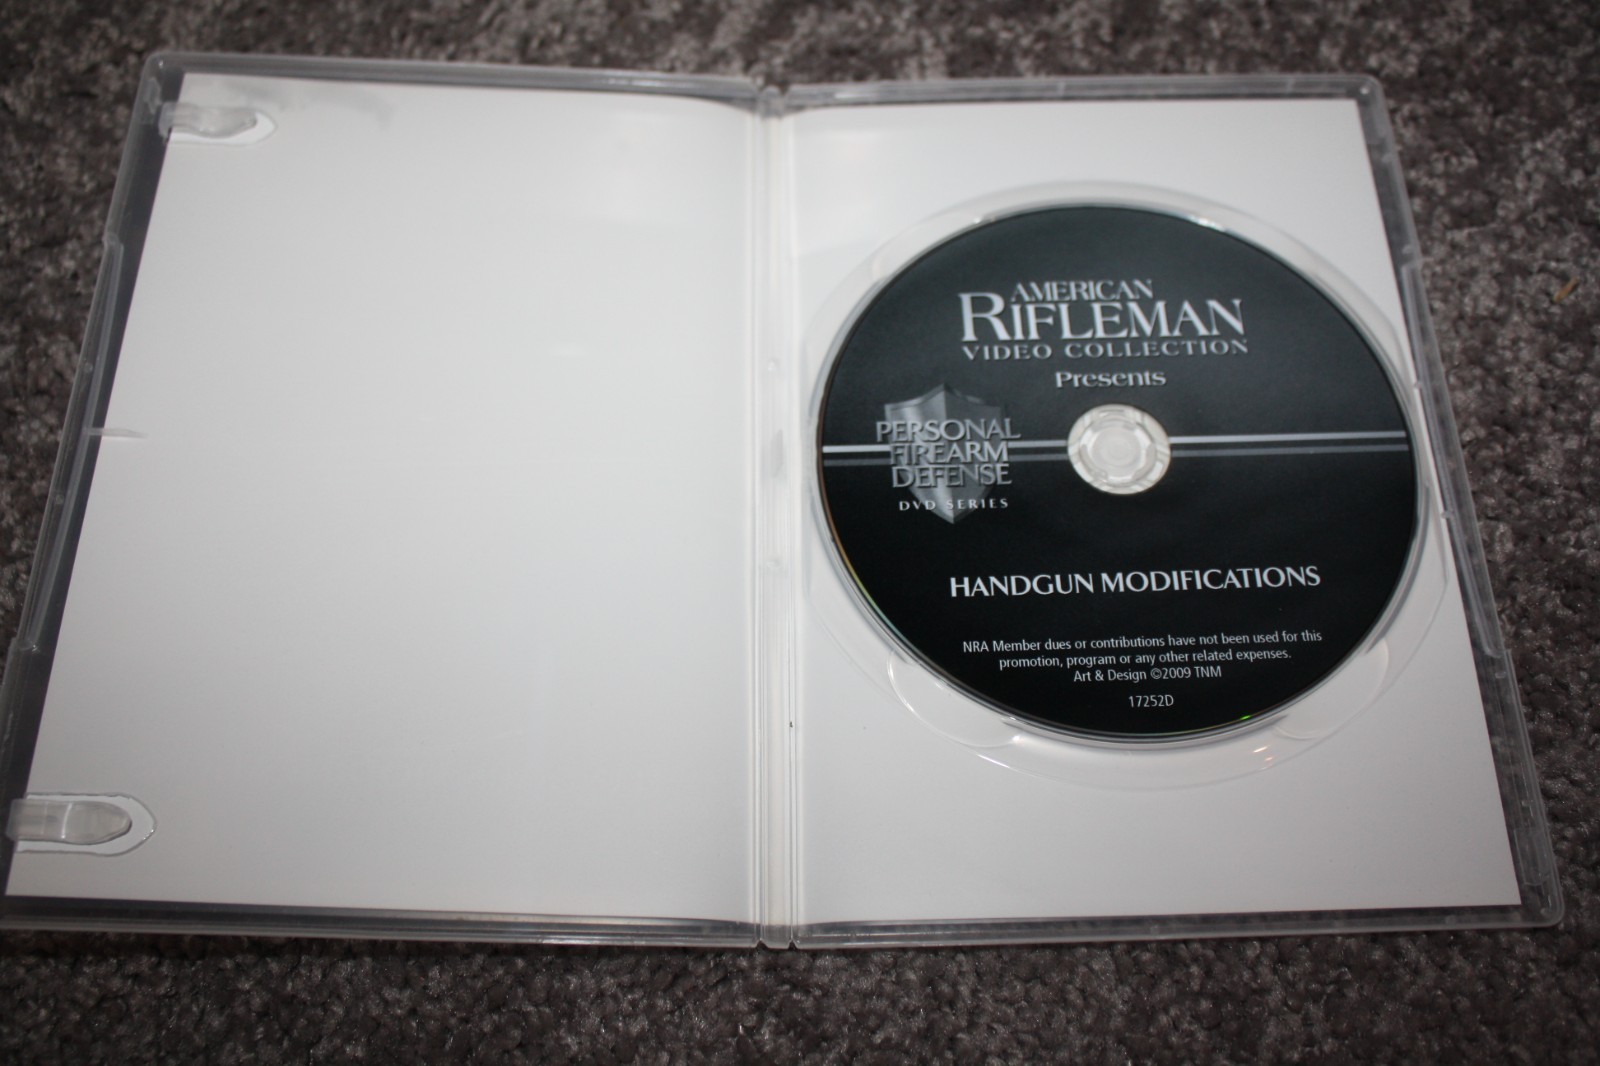 AMERICAN
RIFLEMAN
VIDEO COLLECTION
Presents
PERSONAL
FIREARM
DEFENSE
DVD SERIES
HANDGUN MODIFICATIONS
NRA Member dues or contributions have not been used for this
promotion, program or any other related expenses.
Art & Design ©2009 TNM
17252D